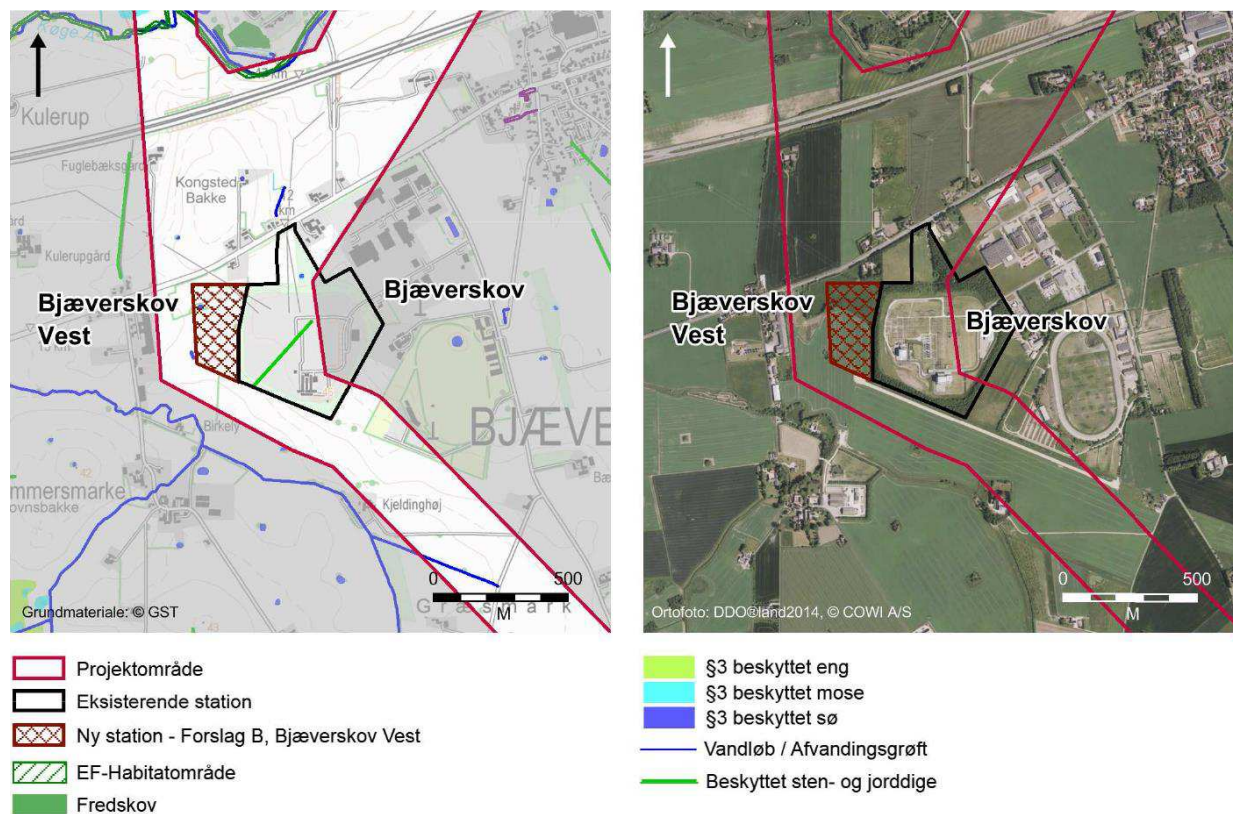 Køge Å
Kulerup
Fuglebæksgård
Kongsted
Bakke
Kulerupgård
Bjæverskov
Vest
Bjæverskov
Birkely
BJÆVE
Kjeldinghøj
Græsmark
0 500
M
Grundmateriale: © GST
Bjæverskov
Vest
Bjæverskov
0 500
M
Ortofoto: DDO@land2014, © COWI A/S
Projektområde
Eksisterende station
Ny station - Forslag B, Bjæverskov Vest
EF-Habitatområde
Fredskov
§3 beskyttet eng
§3 beskyttet mose
§3 beskyttet sø
Vandløb / Afvandingsgrøft
Beskyttet sten- og jorddige